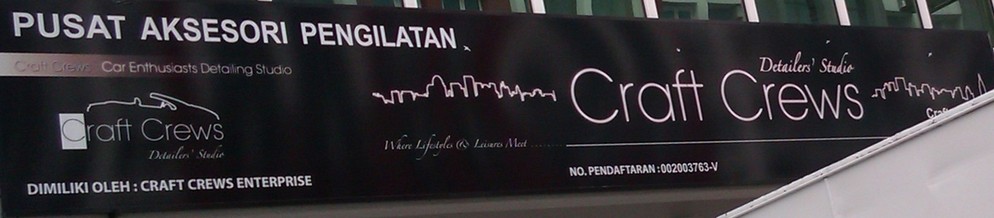 PUSAT AKSESORI PENGILATAN
Craft Crews Car Enthusiasts Detailing Studio
Craft Crews
Detailers' Studio
DIMILIKI OLEH : CRAFT CREWS ENTERPRISE
Detailers' Studio
Craft Crews
Where Lifestyles & Leisures Meet ........
NO. PENDAFTARAN :002003763-V